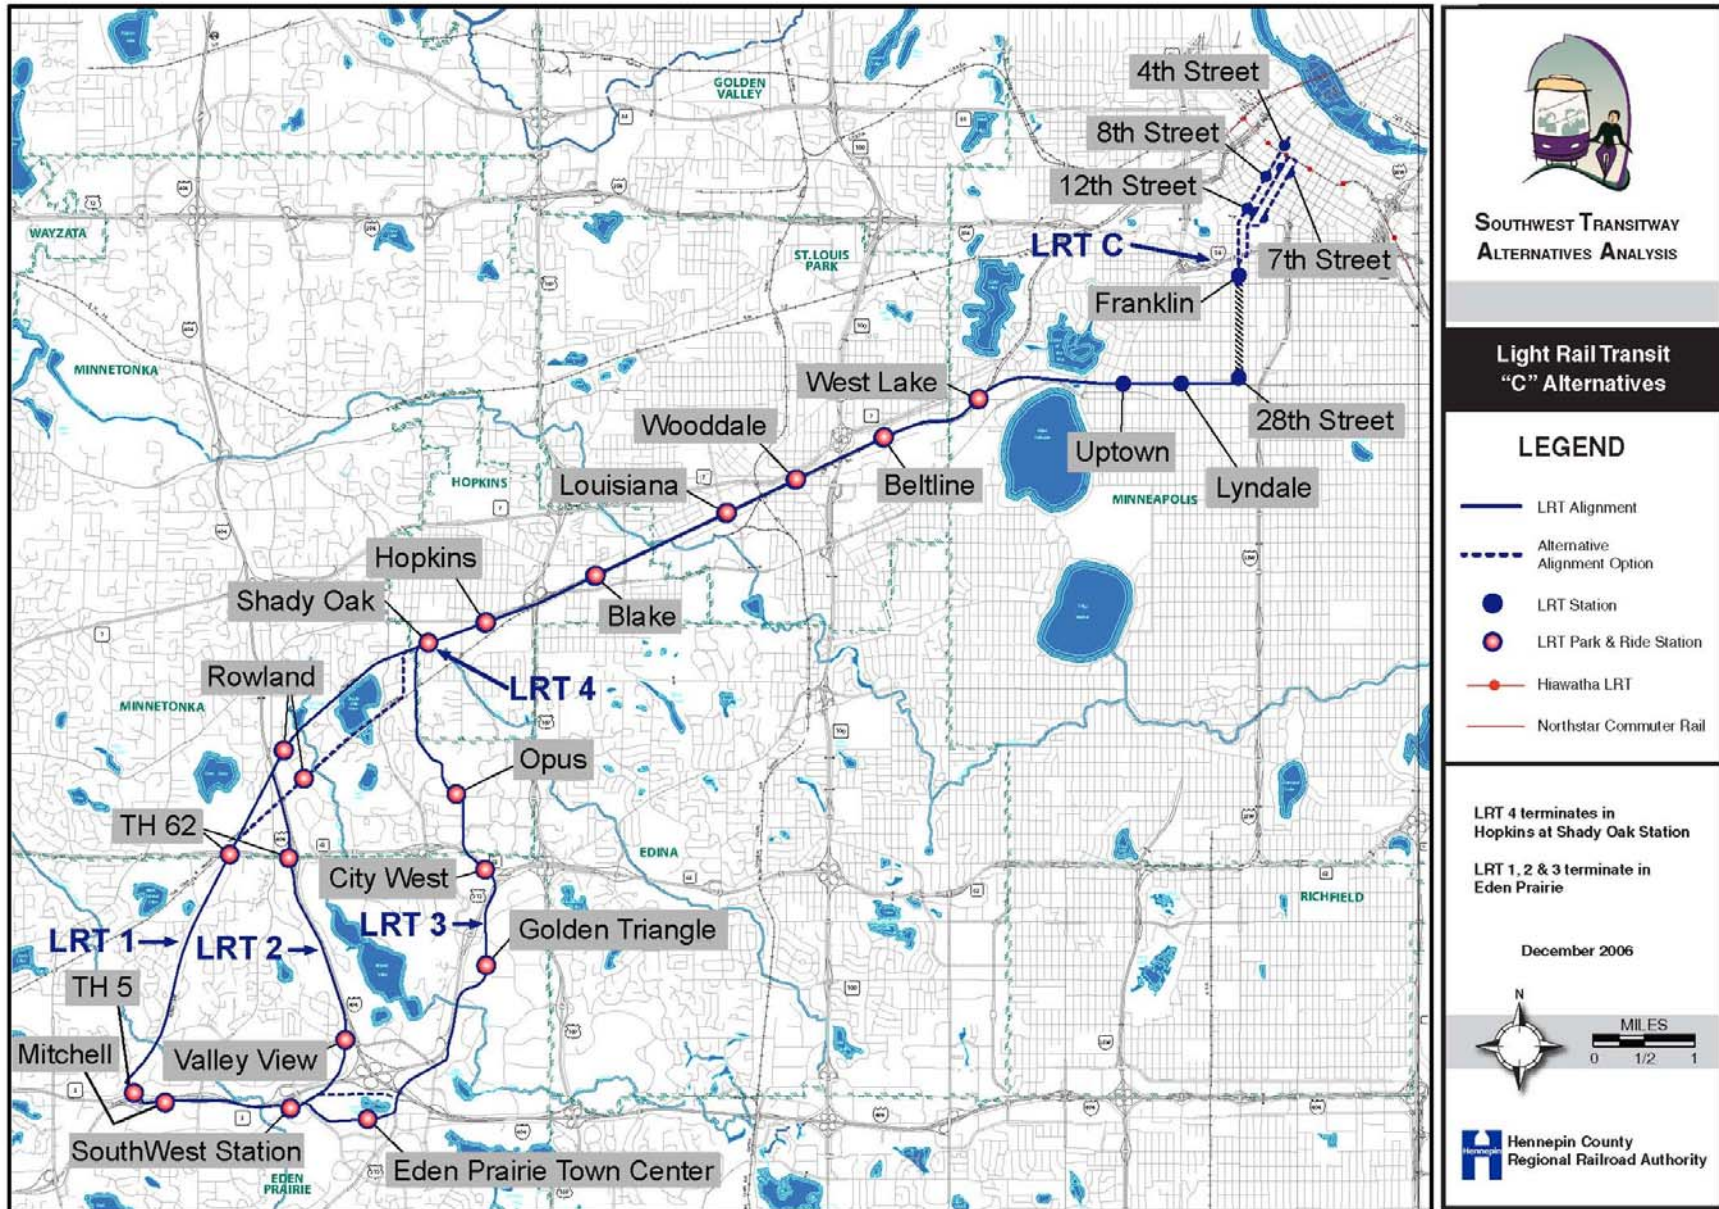 GOLDEN
VALLEY
4th Street
8th Street
12th Street
WAYZATA
LRT C
7th Street
ST. LOUIS
PARK
Franklin
MINNETONKA
West Lake
28th Street
Wooddale
Uptown
Louisiana
HOPKINS
Beltline
Lyndale
MINNEAPOLIS
Hopkins
Shady Oak
Blake
Rowland
LRT 4
MINNETONKA
Opus
TH 62
City West
EDINA
RICHFIELD
LRT 1
LRT 2
LRT 3
Golden Triangle
TH 5
Mitchell
Valley View
SouthWest Station
Eden Prairie Town Center
EDEN
PRAIRIE
SOUTHWEST TRANSITWAY
ALTERNATIVES ANALYSIS
Light Rail Transit
“C” Alternatives
LEGEND
LRT Alignment
Alternative
Alignment Option
LRT Station
LRT Park & Ride Station
Hiawatha LRT
Northstar Commuter Rail
LRT 4 terminates in
Hopkins at Shady Oak Station
LRT 1, 2 & 3 terminate in
Eden Prairie
December 2006
N
MILES
0 1/2 1
Hennepin
Hennepin County
Regional Railroad Authority